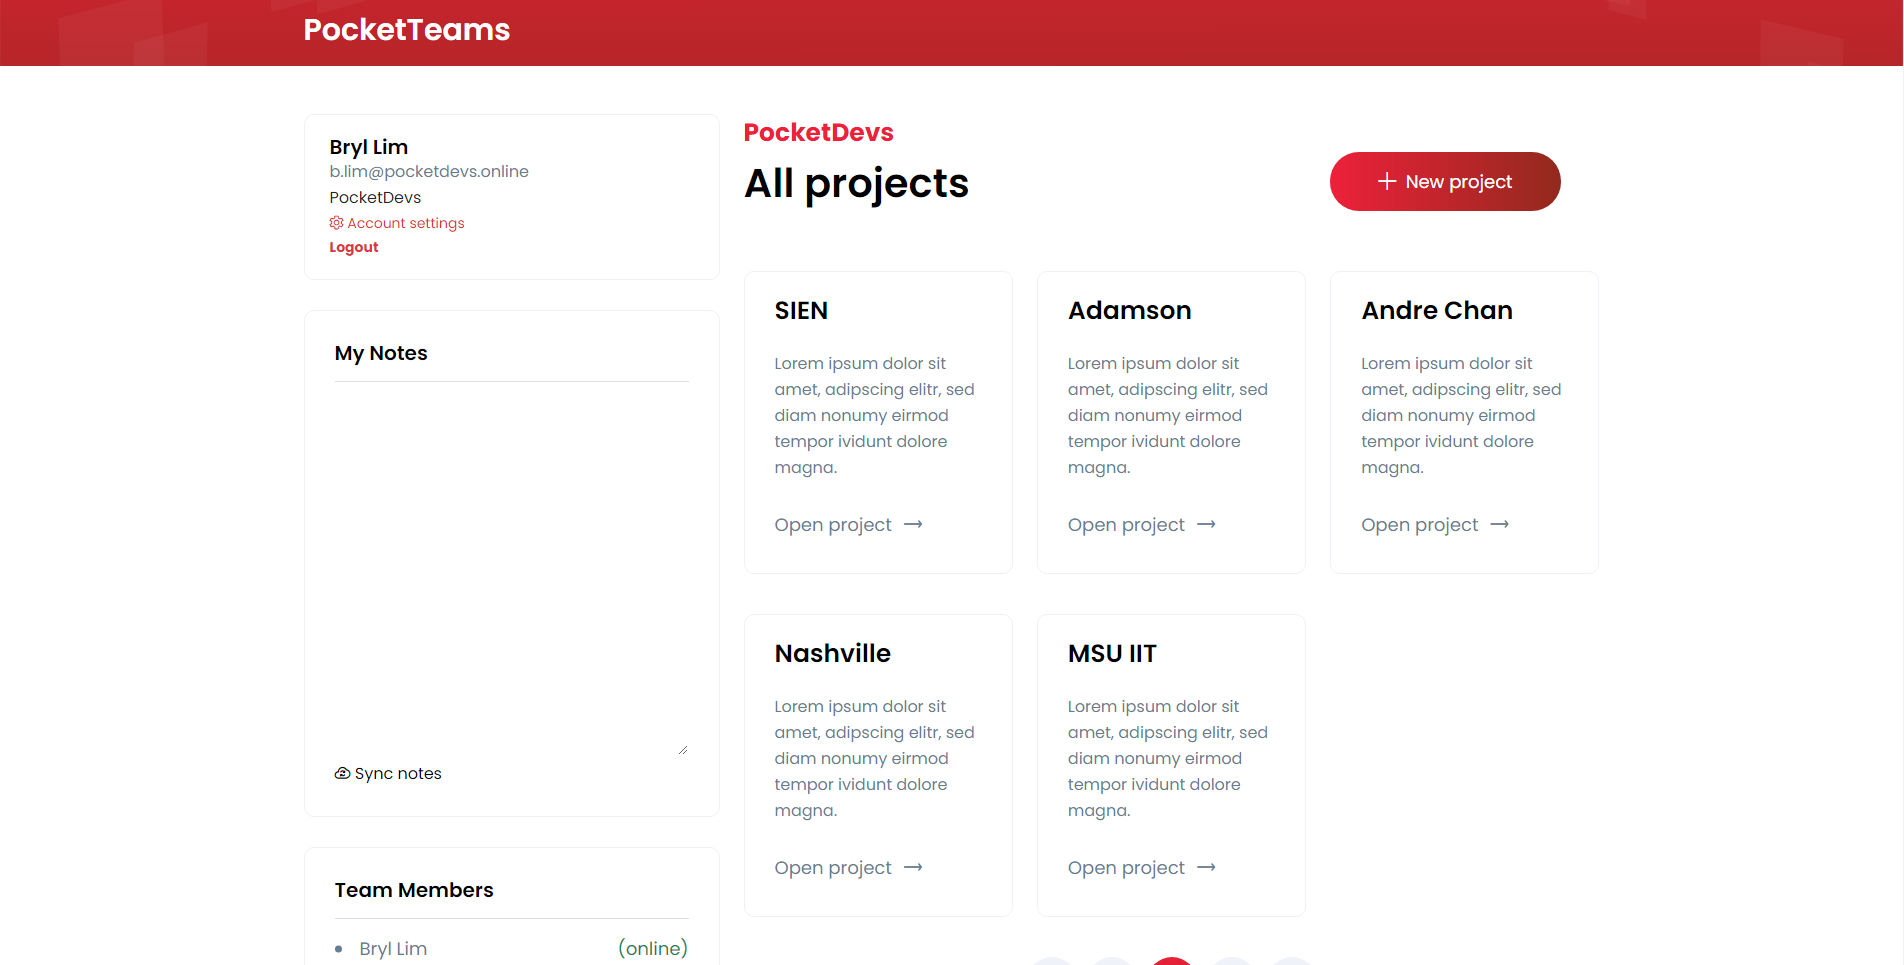 PocketTeams
Bryl Lim
b.lim@pocketdevs.online
PocketDevs
Account settings
Logout
My Notes
Sync notes
Team Members
Bryl Lim (online)
PocketDevs
All projects
New project
SIEN
Lorem ipsum dolor sit
amet, adipscing elitr, sed
diam nonumy eirmod
tempor ividunt dolore
magna.
Open project
Adamson
Lorem ipsum dolor sit
amet, adipscing elitr, sed
diam nonumy eirmod
tempor ividunt dolore
magna.
Open project
Andre Chan
Lorem ipsum dolor sit
amet, adipscing elitr, sed
diam nonumy eirmod
tempor ividunt dolore
magna.
Open project
Nashville
Lorem ipsum dolor sit
amet, adipscing elitr, sed
diam nonumy eirmod
tempor ividunt dolore
magna.
Open project
MSU IIT
Lorem ipsum dolor sit
amet, adipscing elitr, sed
diam nonumy eirmod
tempor ividunt dolore
magna.
Open project